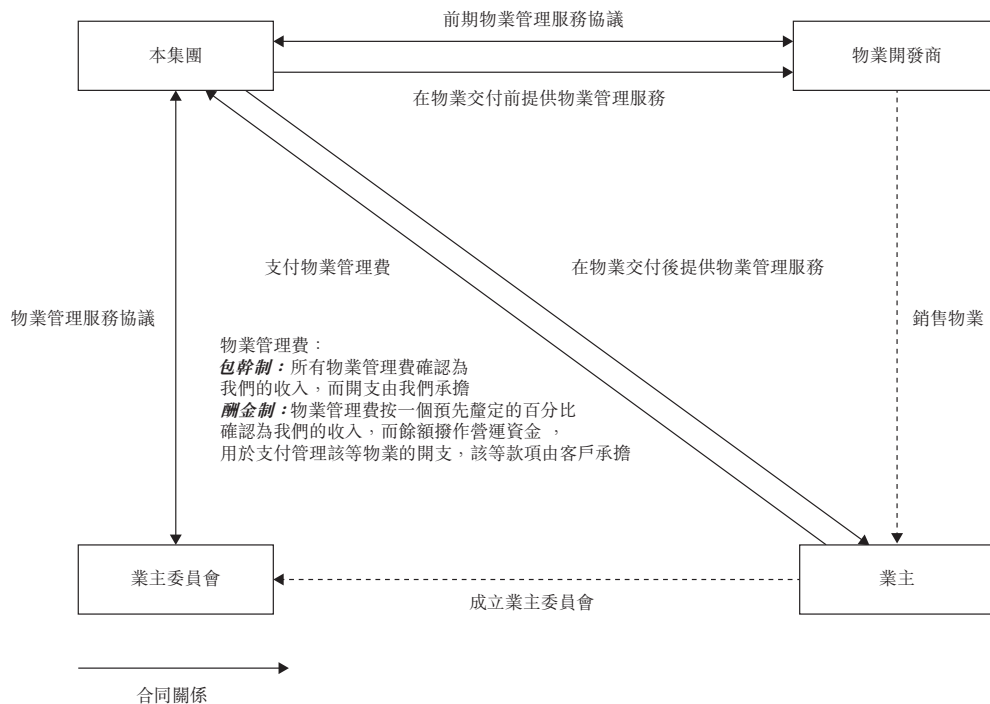 前期物業管理服務協議
本集團
物業開發商
在物業交付前提供物業管理服務
支付物業管理費
在物業交付後提供物業管理服務
物業管理服務協議
銷售物業
物業管理費：
包幹制：所有物業管理費確認為
我們的收入，而開支由我們承擔
酬金制：物業管理費按一個預先釐定的百分比
確認為我們的收入，而餘額撥作營運資金，
用於支付管理該等物業的開支，該等款項由客戶承擔
業主委員會
業主
成立業主委員會
合同關係